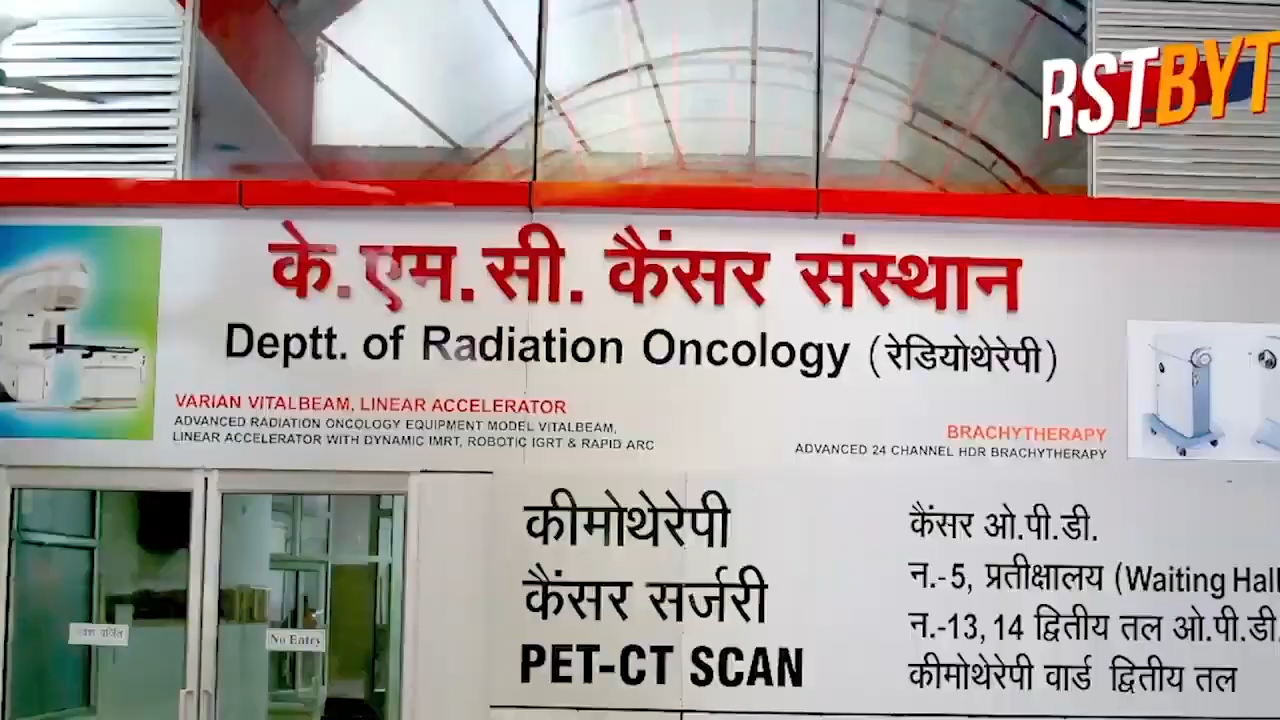 RSTBYT
के.एम.सी. कैंसर संस्थान
Deptt. of Radiation Oncology (रेडियोथेरेपी)
VARIAN VITALBEAM, LINEAR ACCELERATOR
ADVANCED RADIATION ONCOLOGY EQUIPMENT MODEL VITALBEAM,
LINEAR ACCELERATOR WITH DYNAMIC IMRT, ROBOTIC IGRT & RAPID ARC
BRACHYTHERAPY
ADVANCED 24 CHANNEL HDR BRACHYTHERAPY
कीमोथेरेपी
कैंसर सर्जरी
PET-CT SCAN
कैंसर ओ.पी.डी.
न.-5, प्रतीक्षालय (Waiting Hall
न.-13, 14 द्वितीय तल ओ.पी.डी
कीमोथेरेपी वार्ड द्वितीय तल
No Entry